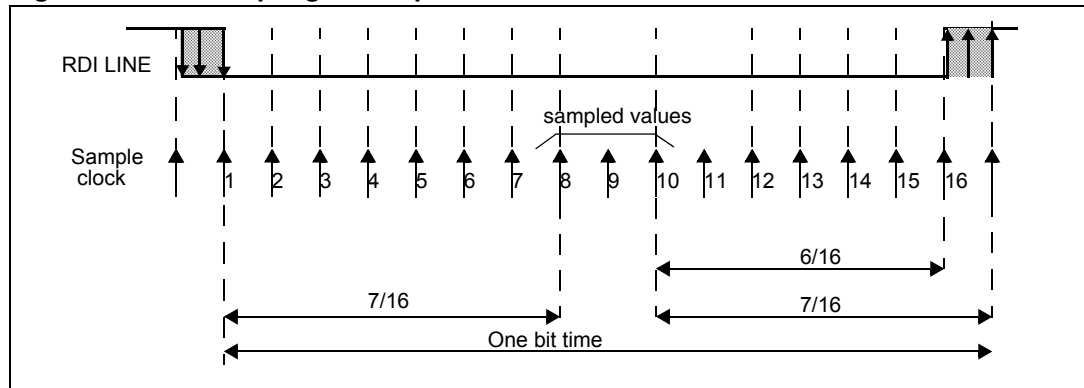 RDI LINE
sampled values
Sample
clock
1 2 3 4 5 6 7 8 9 10 11 12 13 14 15 16
6/16
7/16
7/16
One bit time